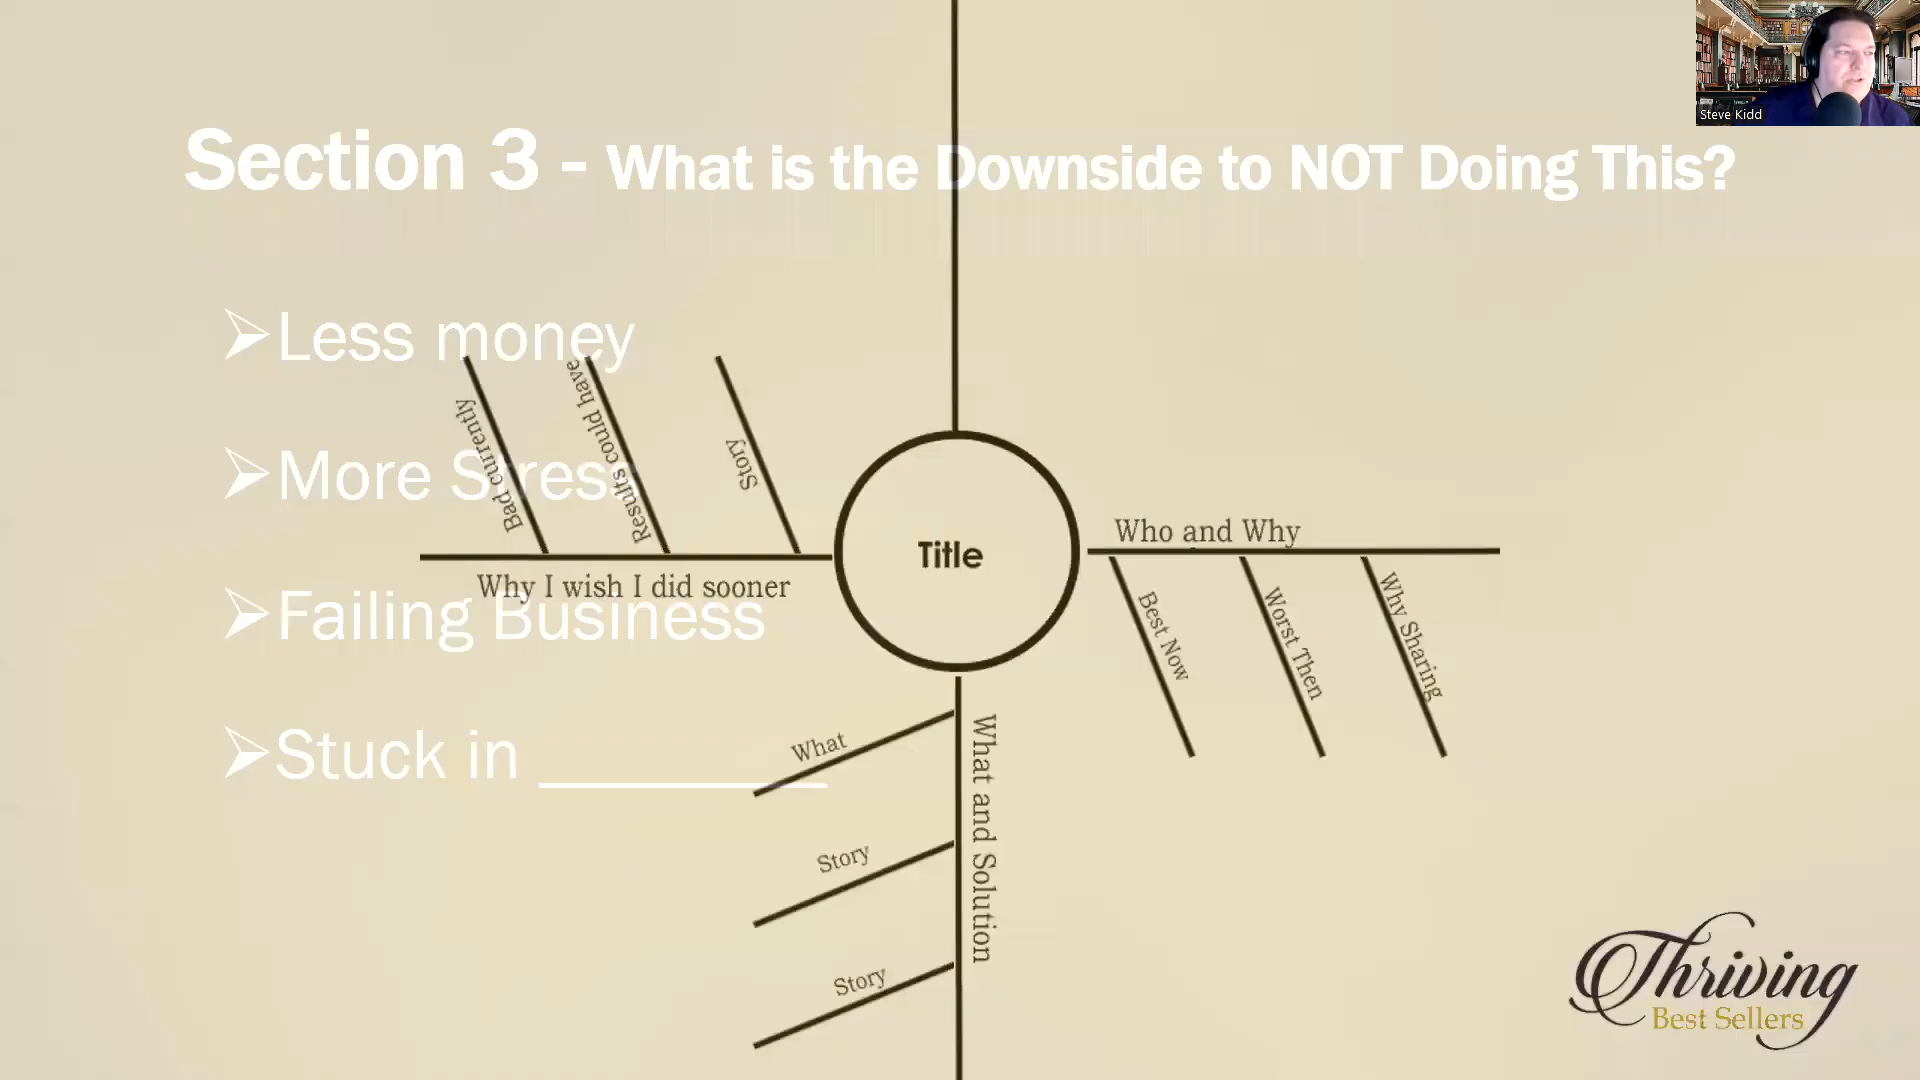 Steve Kidd
Section 3 - What is the Downside to NOT Doing This?
➢Less money
➢More Stress
➢Failing Business
➢Stuck in ________
Bad currently
Results could have
Story
Why I wish I did sooner
Title
Who and Why
Best Now
Worst Then
Why Sharing
What and Solution
What
Story
Story
Thriving
Best Sellers